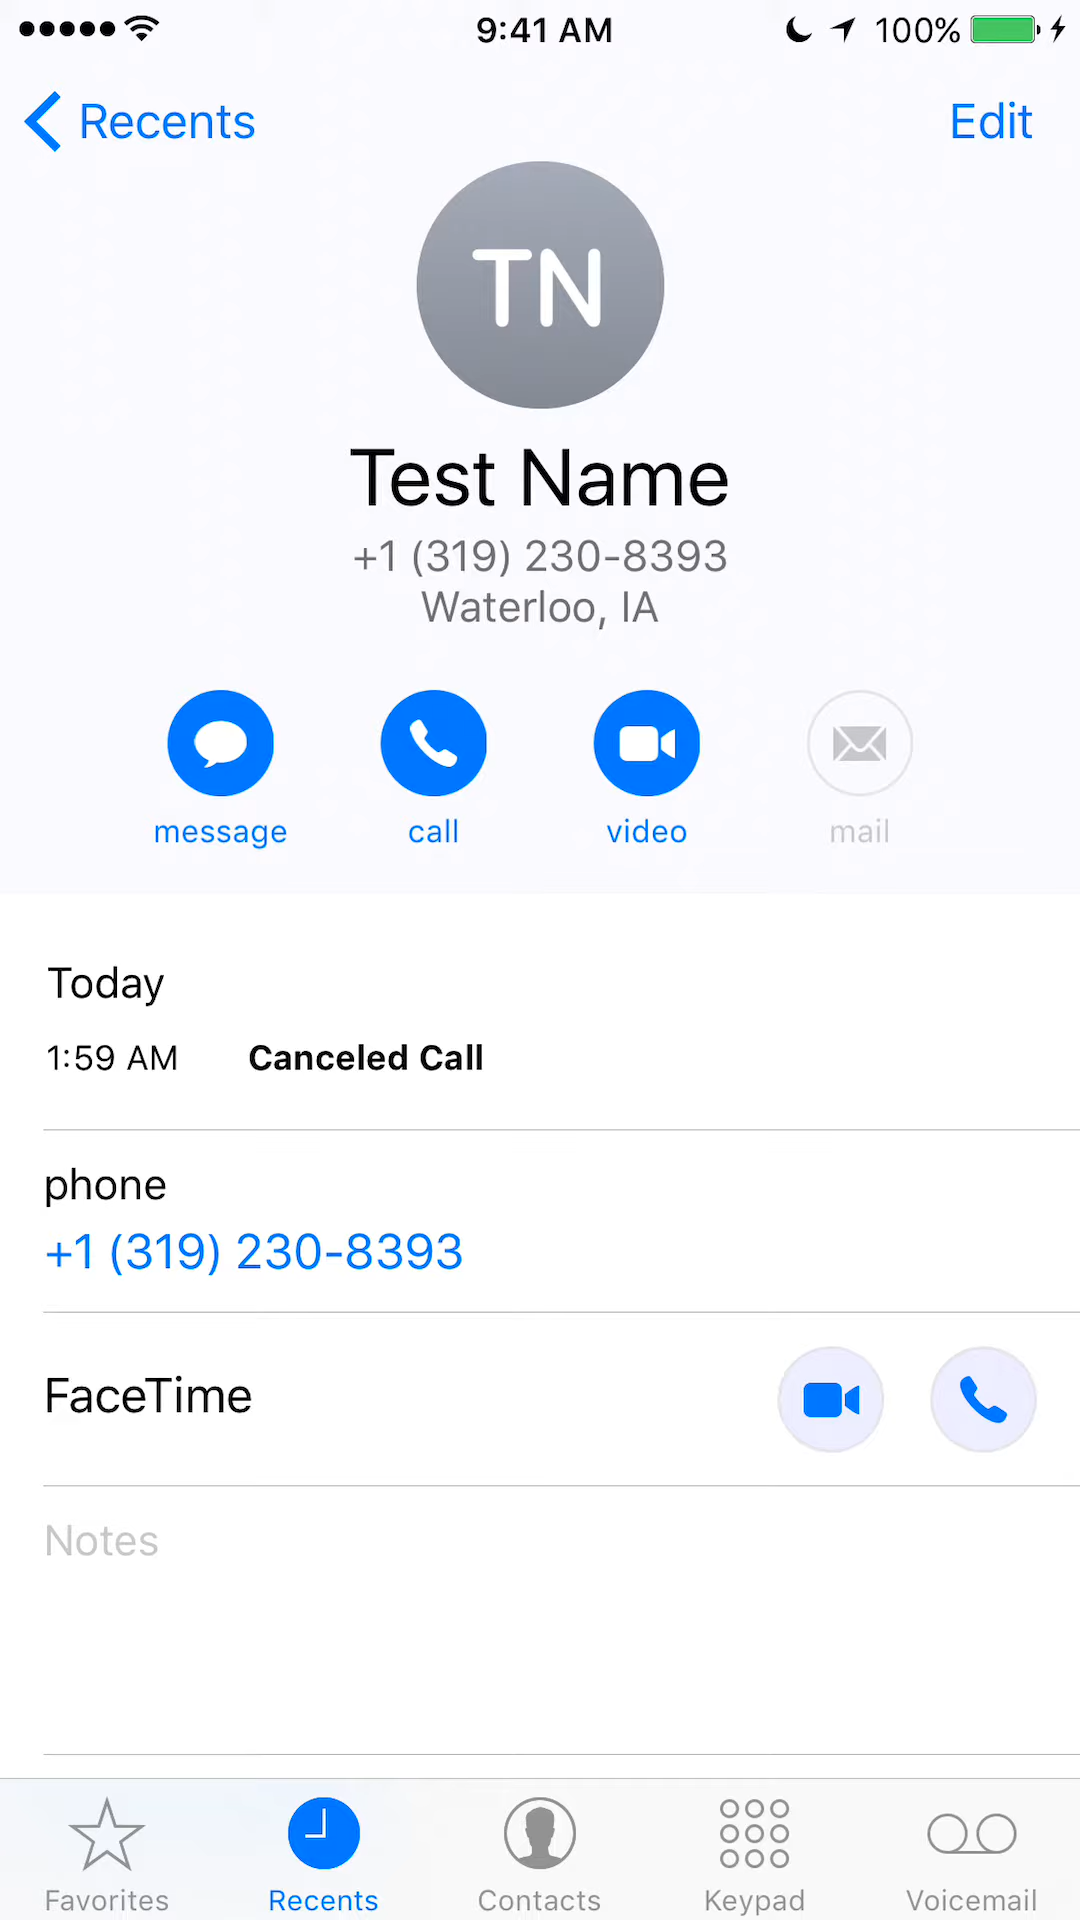 9:41 AM 100%
Recents Edit
TN
Test Name
+1 (319) 230-8393
Waterloo, IA
message call video mail
Today
1:59 AM Canceled Call
phone
+1 (319) 230-8393
FaceTime
Notes
Favorites Recents Contacts Keypad Voicemail